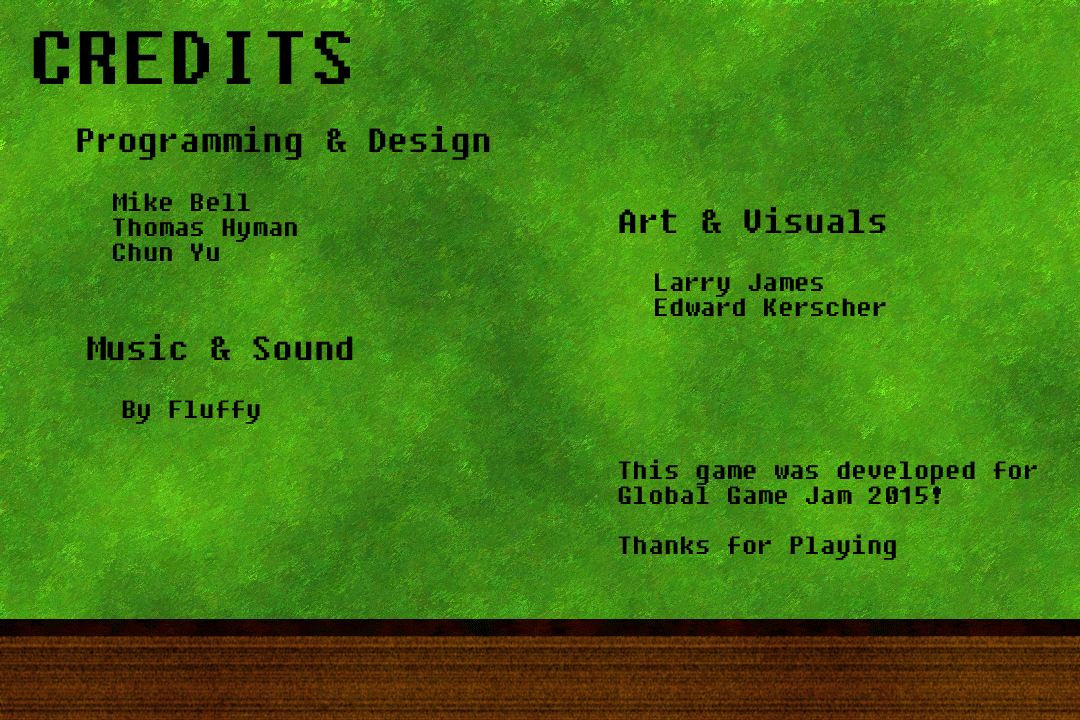 CREDITS
Programming & Design
Mike Bell
Thomas Hyman
Chun Yu
Music & Sound
By Fluffy
Art & Visuals
Larry James
Edward Kerscher
This game was developed for
Global Game Jam 2015!
Thanks for Playing